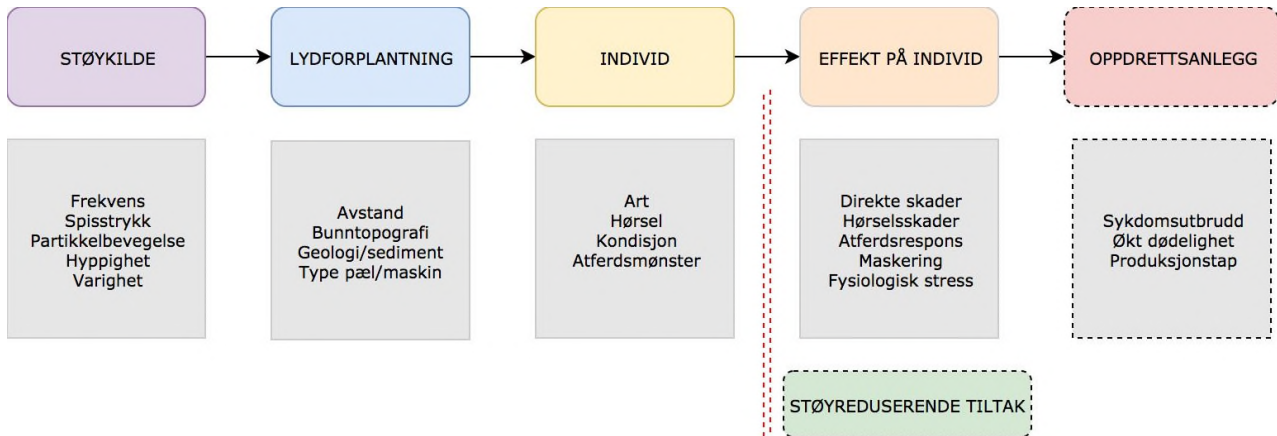 STØYKILDE
LYDFORPLANTNING
INDIVID
EFFEKT PÅ INDIVID
OPPDRETTSANLEGG
Frekvens
Spisstrykk
Partikkelbevegelse
Hyppighet
Varighet
Avstand
Bunntopografi
Geologi/sediment
Type pæl/maskin
Art
Hørsel
Kondisjon
Atferdsmønster
Direkte skader
Hørselsskader
Atferdsrespons
Maskering
Fysiologisk stress
Sykdomsutbrudd
Økt dødelighet
Produksjonstap
STØYREDUSERENDE TILTAK